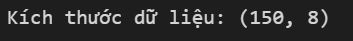 Kích thước dữ liệu: (150, 8)